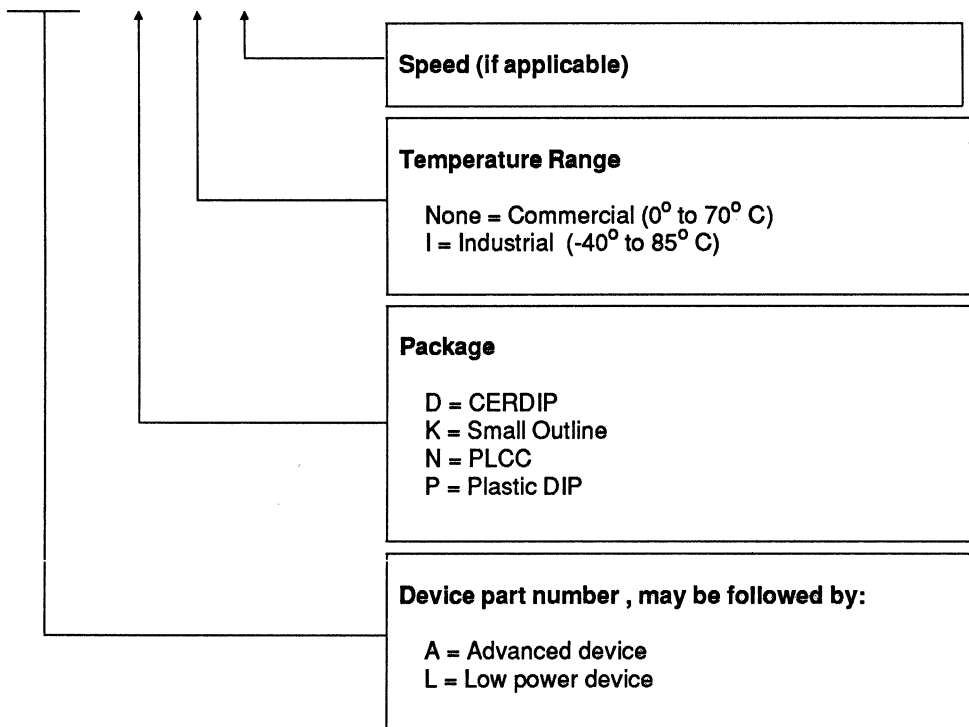 Speed (if applicable)
Temperature Range
None = Commercial (0° to 70° C)
I = Industrial (-40° to 85° C)
Package
D = CERDIP
K = Small Outline
N = PLCC
P = Plastic DIP
Device part number , may be followed by:
A = Advanced device
L = Low power device